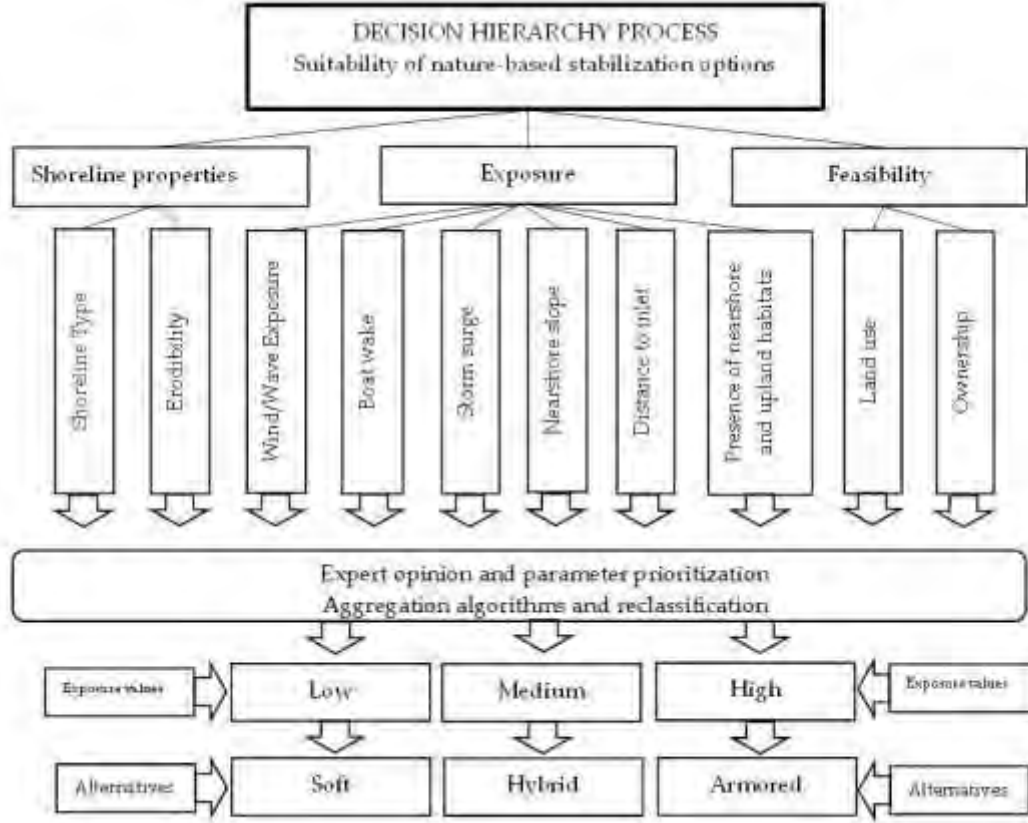 DECISION HIERARCHY PROCESS
Suitability of nature-based stabilization options
Shoreline properties
Exposure
Feasibility
Shoreline Type
Erodibility
Wind/Wave Exposure
Boat wake
Storm surge
Nearshore slope
Distance to inlet
Presence of nearshore
and upland habitats
Land use
Ownership
Expert opinion and parameter prioritization
Aggregation algorithms and reclassification
Exposure values
Low
Medium
High
Exposure values
Alternatives
Soft
Hybrid
Armored
Alternatives